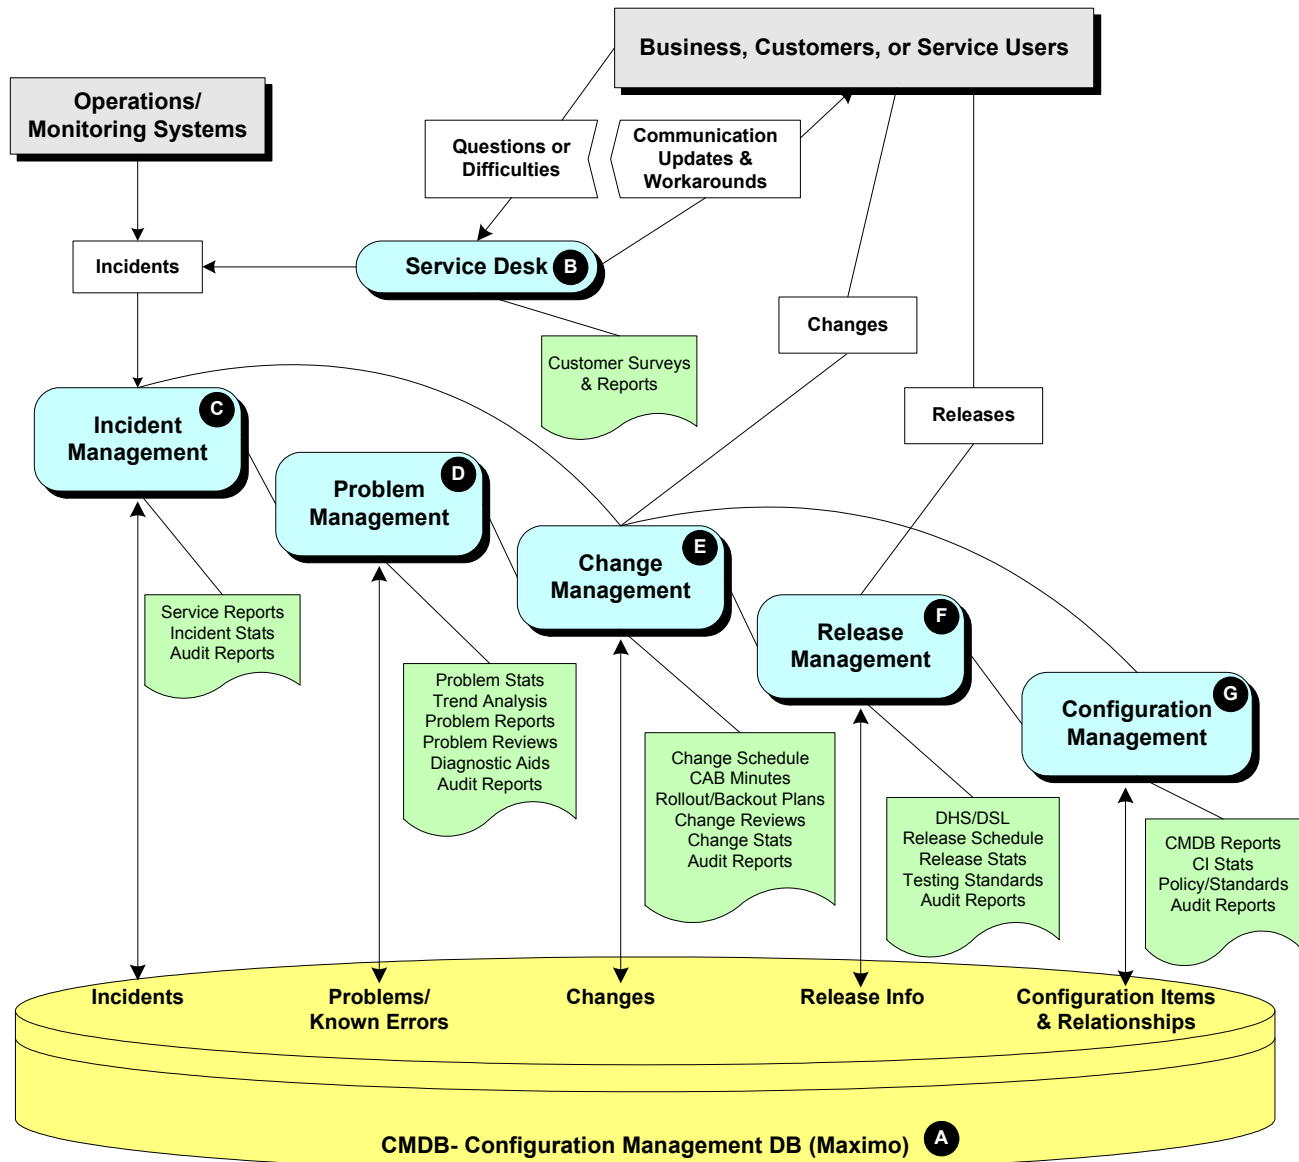 Business, Customers, or Service Users
Operations/
Monitoring Systems
Questions or
Difficulties
Communication
Updates &
Workarounds
Incidents
Service Desk
B
Changes
Customer Surveys
& Reports
Releases
Incident
Management
C
Problem
Management
D
Change
Management
E
Release
Management
F
Configuration
Management
G
Service Reports
Incident Stats
Audit Reports
Problem Stats
Trend Analysis
Problem Reports
Problem Reviews
Diagnostic Aids
Audit Reports
Change Schedule
CAB Minutes
Rollout/Backout Plans
Change Reviews
Change Stats
Audit Reports
DHS/DSL
Release Schedule
Release Stats
Testing Standards
Audit Reports
CMDB Reports
CI Stats
Policy/Standards
Audit Reports
Incidents
Problems/
Known Errors
Changes
Release Info
Configuration Items
& Relationships
CMDB- Configuration Management DB (Maximo)
A